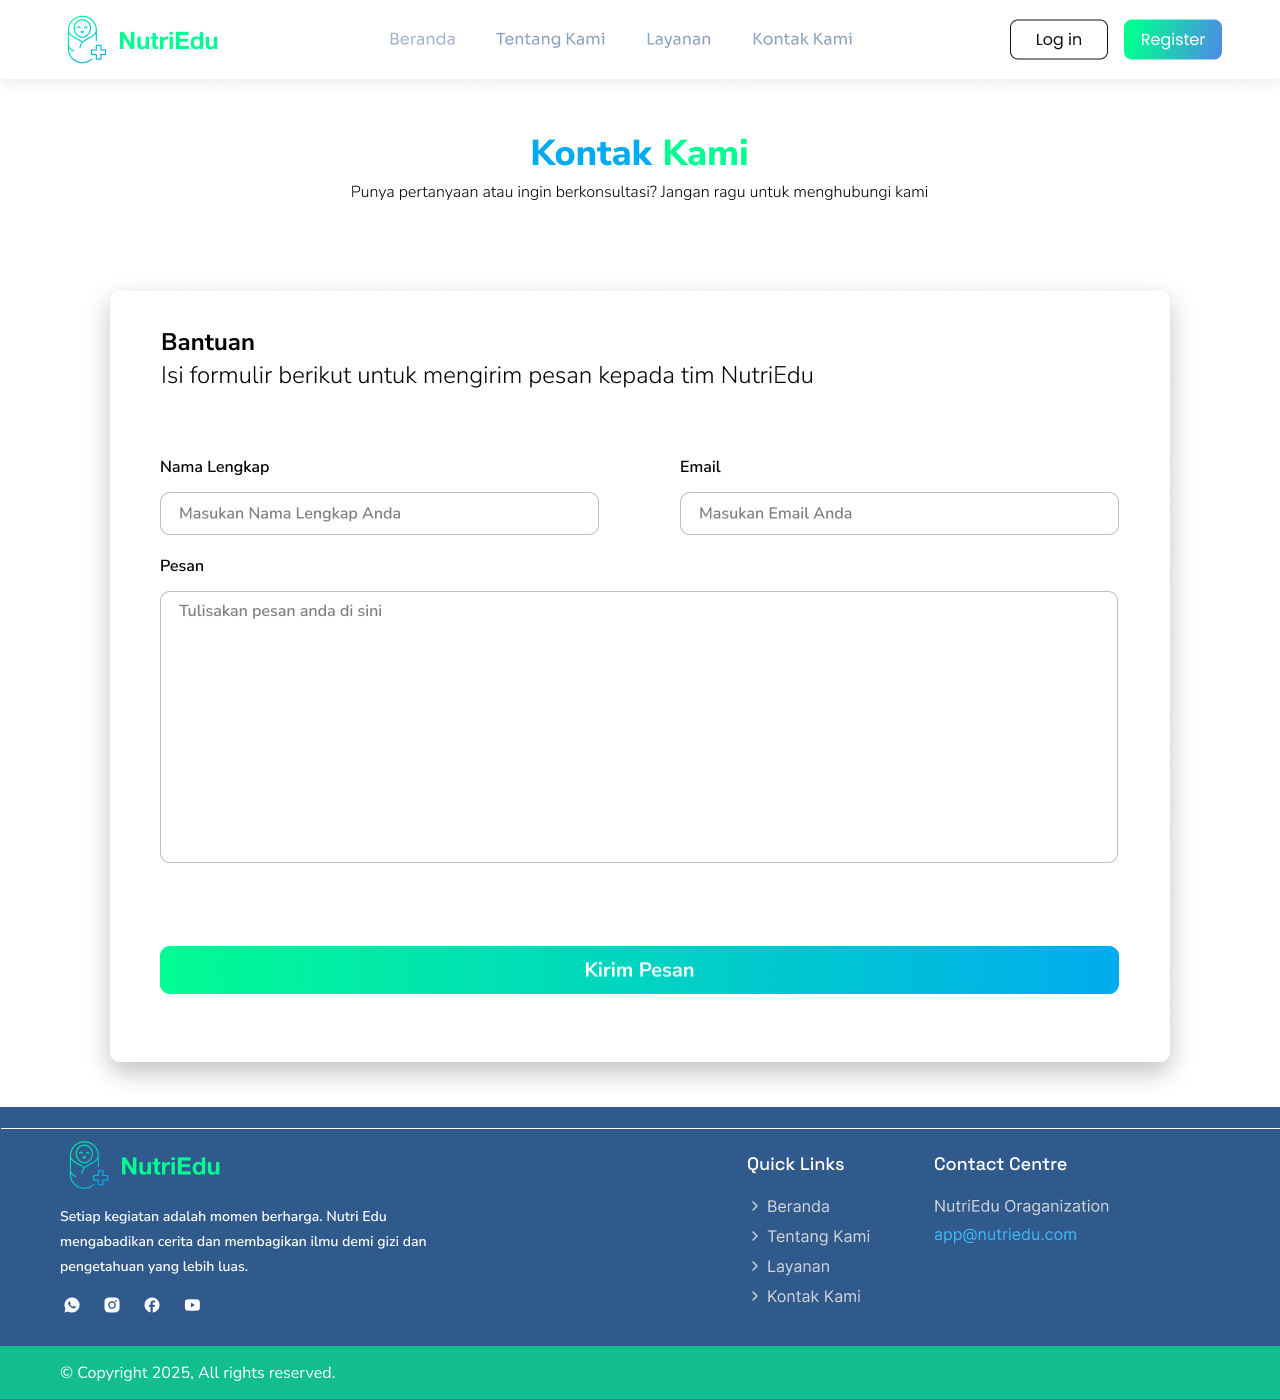 NutriEdu
Beranda
Tentang Kami
Layanan
Kontak Kami
Log in
Register
Kontak Kami
Punya pertanyaan atau ingin berkonsultasi? Jangan ragu untuk menghubungi kami
Bantuan
Isi formulir berikut untuk mengirim pesan kepada tim NutriEdu
Nama Lengkap
Masukan Nama Lengkap Anda
Email
Masukan Email Anda
Pesan
Tulisakan pesan anda di sini
Kirim Pesan
NutriEdu
Setiap kegiatan adalah momen berharga. Nutri Edu
mengabadikan cerita dan membagikan ilmu demi gizi dan
pengetahuan yang lebih luas.
Quick Links
Beranda
Tentang Kami
Layanan
Kontak Kami
Contact Centre
NutriEdu Oraganization
app@nutriedu.com
© Copyright 2025, All rights reserved.